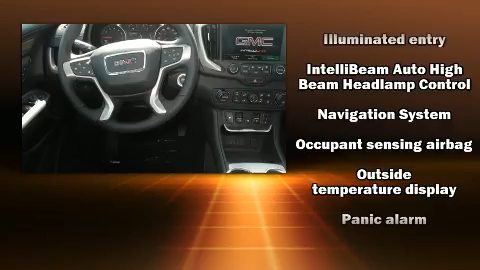 Illuminated entry
IntelliBeam Auto High
Beam Headlamp Control
Navigation System
Occupant sensing airbag
Outside
temperature display
Panic alarm
GMC
GMC